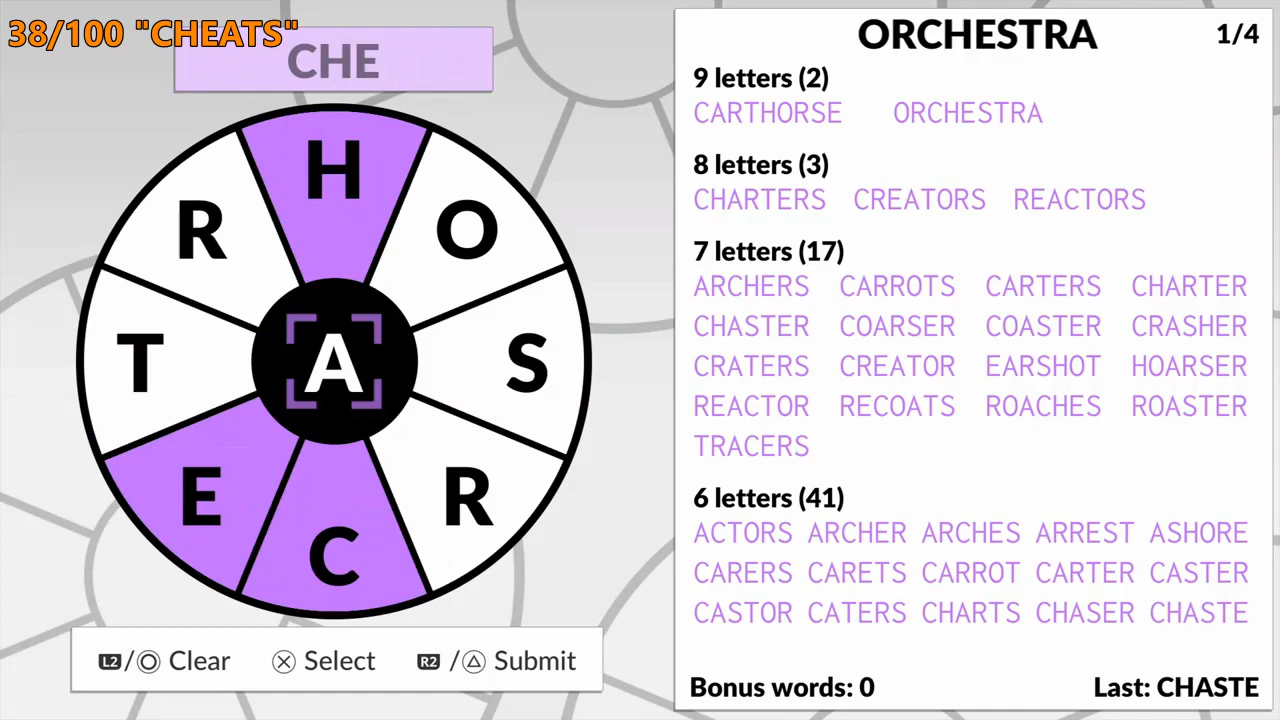 38/100 "CHEATS"
CHE
H
R O
T A S
E R
C
L2/O Clear X Select R2/△ Submit
ORCHESTRA 1/4
9 letters (2)
CARTHORSE ORCHESTRA
8 letters (3)
CHARTERS CREATORS REACTORS
7 letters (17)
ARCHERS CARROTS CARTERS CHARTER
CHASTER COARSER COASTER CRASHER
CRATERS CREATOR EARSHOT HOARSER
REACTOR RECOATS ROACHES ROASTER
TRACERS
6 letters (41)
ACTORS ARCHER ARCHES ARREST ASHORE
CARERS CARETS CARROT CARTER CASTER
CASTOR CATERS CHARTS CHASER CHASTE
Bonus words: 0 Last: CHASTE